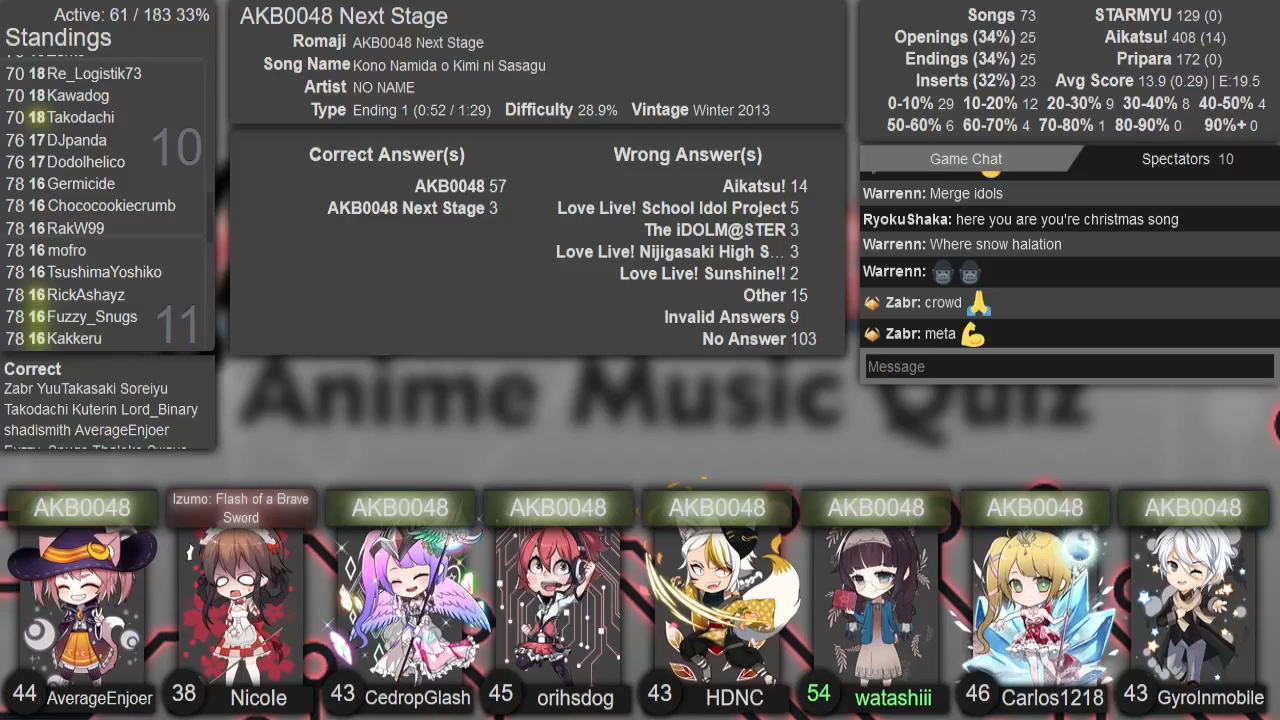 Active: 61 / 183 33%
Standings
70 18 Re_Logistik73
70 18 Kawadog
70 18 Takodachi
76 17 DJpanda
76 17 Dodolhelico
10
78 16 Germicide
78 16 Chococookiecrumb
78 16 RakW99
78 16 mofro
78 16 TsushimaYoshiko
78 16 RickAshayz
78 16 Fuzzy_Snugs
11
78 16 Kakkeru
Correct
Zabr YuuTakasaki Soreiyu
Takodachi Kuterin Lord_Binary
shadismith AverageEnjoer
AKB0048 Next Stage
Romaji AKB0048 Next Stage
Song Name Kono Namida o Kimi ni Sasagu
Artist NO NAME
Type Ending 1 (0:52 / 1:29) Difficulty 28.9% Vintage Winter 2013
Correct Answer(s)
AKB0048 57
AKB0048 Next Stage 3
Wrong Answer(s)
Aikatsu! 14
Love Live! School Idol Project 5
The iDOLM@STER 3
Love Live! Nijigasaki High S... 3
Love Live! Sunshine!! 2
Other 15
Invalid Answers 9
No Answer 103
Songs 73 STARMYU 129 (0)
Openings (34%) 25 Aikatsu! 408 (14)
Endings (34%) 25 Pripara 172 (0)
Inserts (32%) 23 Avg Score 13.9 (0.29) | E:19.5
0-10% 29 10-20% 12 20-30% 9 30-40% 8 40-50% 4
50-60% 6 60-70% 4 70-80% 1 80-90% 0 90%+ 0
Game Chat Spectators 10
Warrenn: Merge idols
RyokuShaka: here you are you're christmas song
Warrenn: Where snow halation
Warrenn:
Zabr: crowd
Zabr: meta
Message
Anime Music Quiz
AKB0048
Izumo: Flash of a Brave
Sword
AKB0048
AKB0048
AKB0048
AKB0048
AKB0048
AKB0048
44 AverageEnjoer
38 Nicole
43 CedropGlash
45 orihsdog
43 HDNC
54 watashiii
46 Carlos1218
43 GyroInmobile